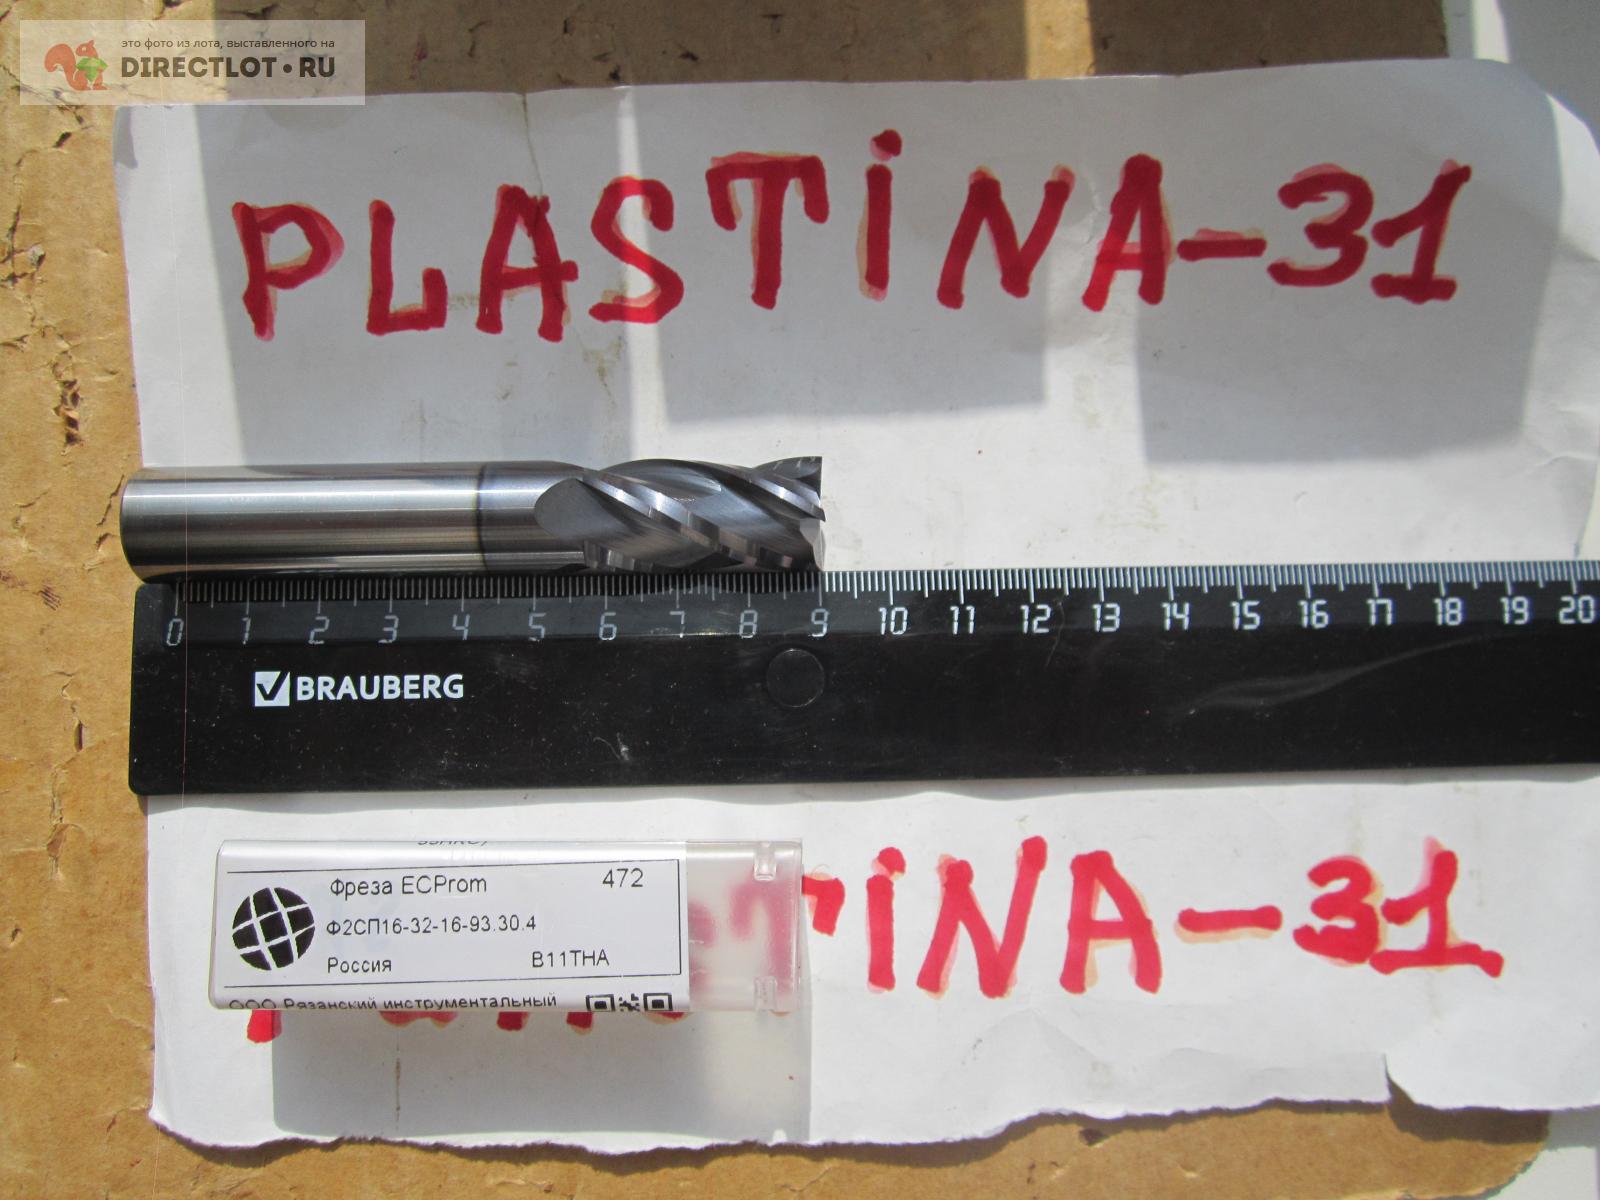 это фото из лота, выставленного на
DIRECTLOT.RU
PLASTiNA-31
0 1 2 3 4 5 6 7 8 9 10 11 12 13 14 15 16 17 18 19 20
BRAUBERG
Фреза ECProm 472
Ф2СП16-32-16-93.30.4
Россия B11THA
ООО Рязанский инструментальный
TiNA-31